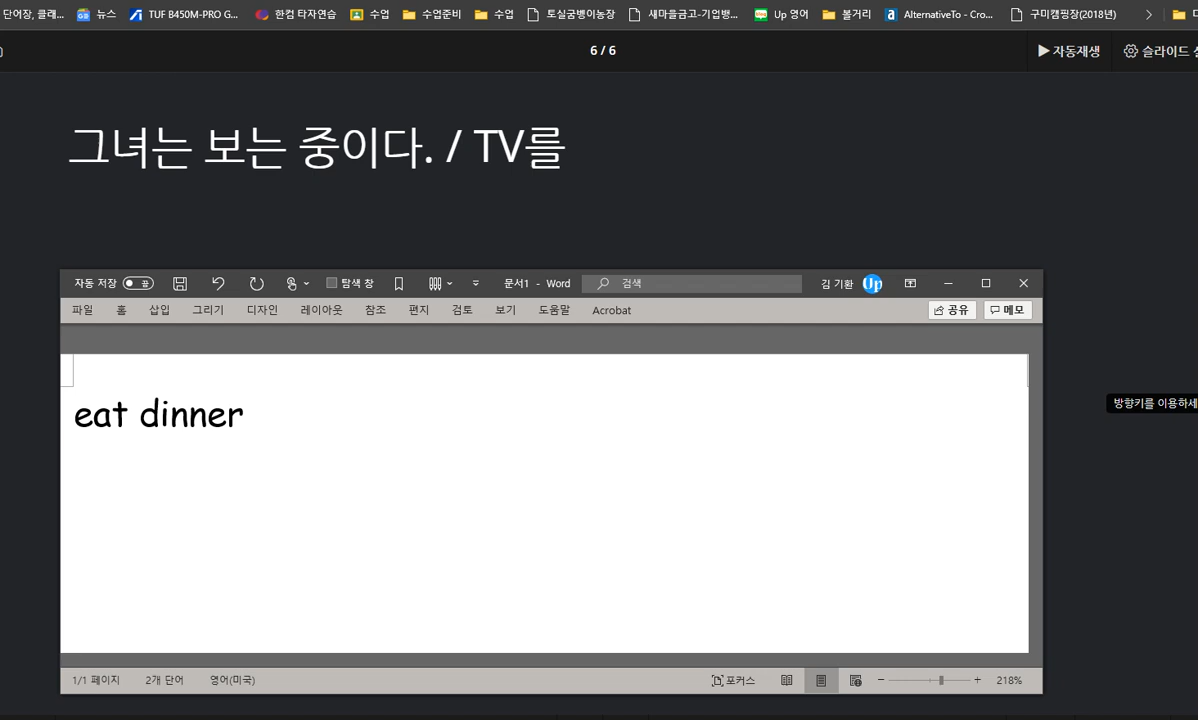 단어장, 클래... 뉴스 TUF B450M-PRO G... 한컴 타자연습 수업 수업준비 수업 토실굼벵이농장 새마을금고-기업뱅... Up 영어 볼거리 AlternativeTo - Cro... 구미캠핑장(2018년)
6 / 6 자동재생 슬라이드
그녀는 보는 중이다. / TV를
자동 저장 끔 탐색 창 문서1 - Word 검색 김 기환 Up
파일 홈 삽입 그리기 디자인 레이아웃 참조 편지 검토 보기 도움말 Acrobat 공유 메모
방향키를 이용하세
eat dinner
1/1 페이지 2개 단어 영어(미국) 포커스 218%